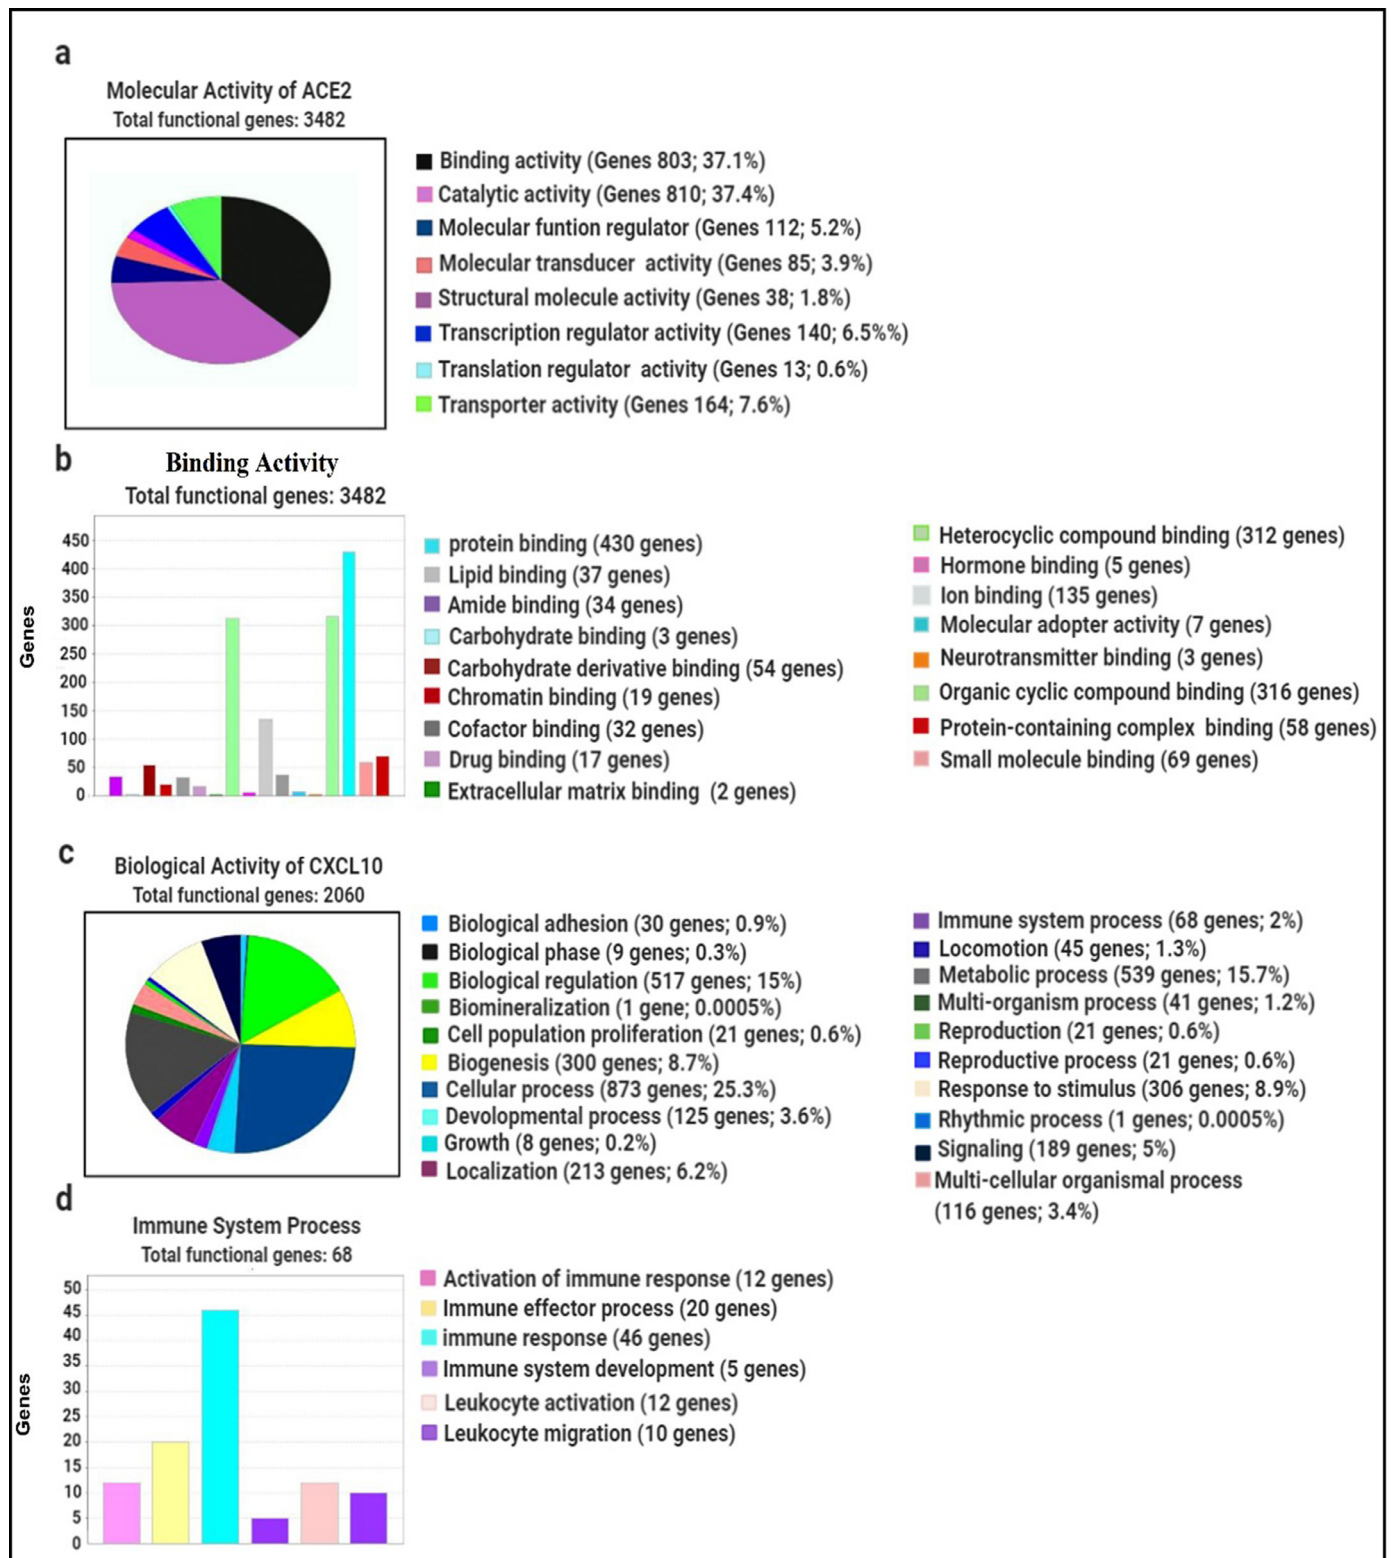 a
Molecular Activity of ACE2
Total functional genes: 3482
Binding activity (Genes 803; 37.1%)
Catalytic activity (Genes 810; 37.4%)
Molecular funtion regulator (Genes 112; 5.2%)
Molecular transducer activity (Genes 85; 3.9%)
Structural molecule activity (Genes 38; 1.8%)
Transcription regulator activity (Genes 140; 6.5%%)
Translation regulator activity (Genes 13; 0.6%)
Transporter activity (Genes 164; 7.6%)
b
Binding Activity
Total functional genes: 3482
Genes
450
400
350
300
250
200
150
100
50
0
protein binding (430 genes)
Lipid binding (37 genes)
Amide binding (34 genes)
Carbohydrate binding (3 genes)
Carbohydrate derivative binding (54 genes)
Chromatin binding (19 genes)
Cofactor binding (32 genes)
Drug binding (17 genes)
Extracellular matrix binding (2 genes)
Heterocyclic compound binding (312 genes)
Hormone binding (5 genes)
Ion binding (135 genes)
Molecular adopter activity (7 genes)
Neurotransmitter binding (3 genes)
Organic cyclic compound binding (316 genes)
Protein-containing complex binding (58 genes)
Small molecule binding (69 genes)
c
Biological Activity of CXCL10
Total functional genes: 2060
Biological adhesion (30 genes; 0.9%)
Biological phase (9 genes; 0.3%)
Biological regulation (517 genes; 15%)
Biomineralization (1 gene; 0.0005%)
Cell population proliferation (21 genes; 0.6%)
Biogenesis (300 genes; 8.7%)
Cellular process (873 genes; 25.3%)
Devolopmental process (125 genes; 3.6%)
Growth (8 genes; 0.2%)
Localization (213 genes; 6.2%)
Immune system process (68 genes; 2%)
Locomotion (45 genes; 1.3%)
Metabolic process (539 genes; 15.7%)
Multi-organism process (41 genes; 1.2%)
Reproduction (21 genes; 0.6%)
Reproductive process (21 genes; 0.6%)
Response to stimulus (306 genes; 8.9%)
Rhythmic process (1 genes; 0.0005%)
Signaling (189 genes; 5%)
Multi-cellular organismal process
(116 genes; 3.4%)
d
Immune System Process
Total functional genes: 68
Genes
50
45
40
35
30
25
20
15
10
5
0
Activation of immune response (12 genes)
Immune effector process (20 genes)
immune response (46 genes)
Immune system development (5 genes)
Leukocyte activation (12 genes)
Leukocyte migration (10 genes)